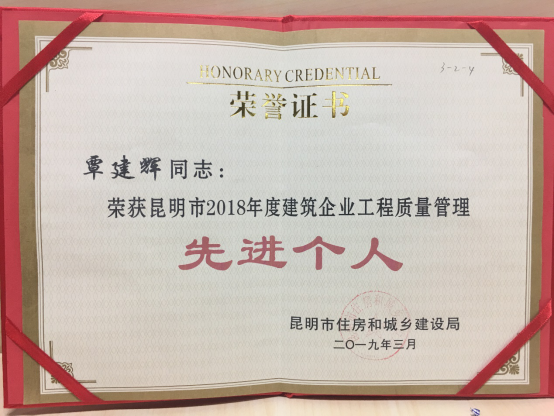 3-2-4
HONORARY CREDENTIAL
荣誉证书
覃建辉同志：
荣获昆明市2018年度建筑企业工程质量管理
先进个人
昆明市住房和城乡建设局
二〇一九年三月